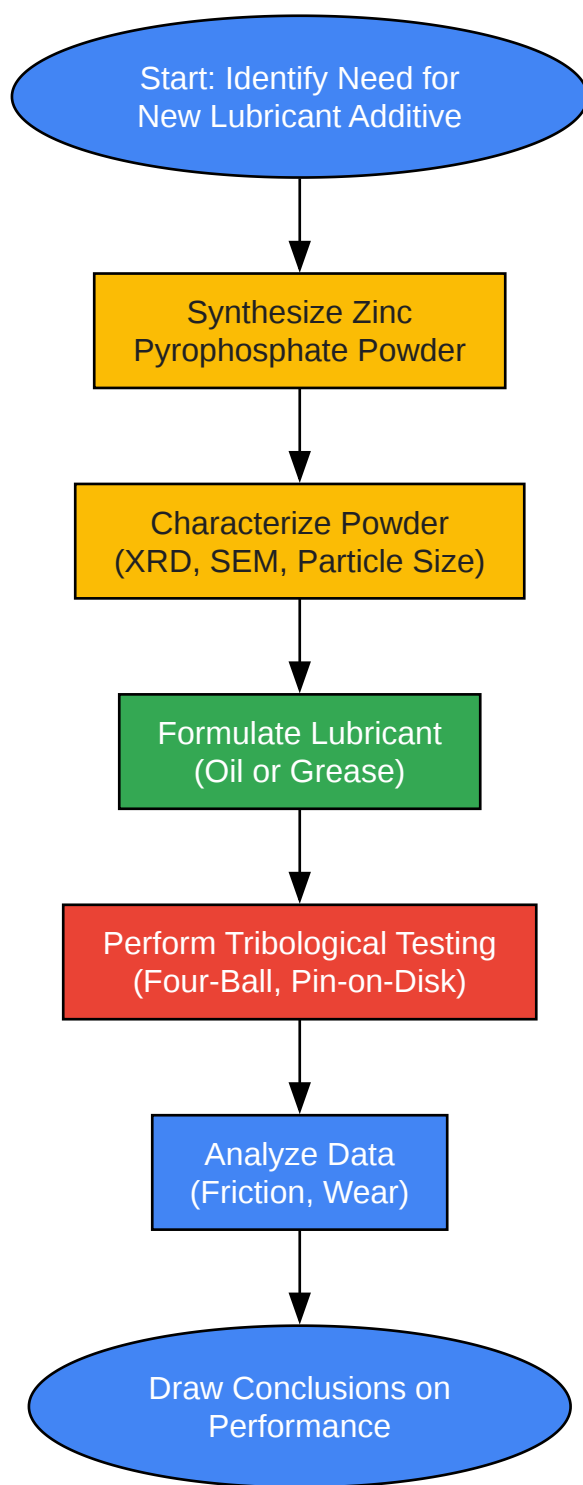 Start: Identify Need for
New Lubricant Additive
Synthesize Zinc
Pyrophosphate Powder
Characterize Powder
(XRD, SEM, Particle Size)
Formulate Lubricant
(Oil or Grease)
Perform Tribological Testing
(Four-Ball, Pin-on-Disk)
Analyze Data
(Friction, Wear)
Draw Conclusions on
Performance